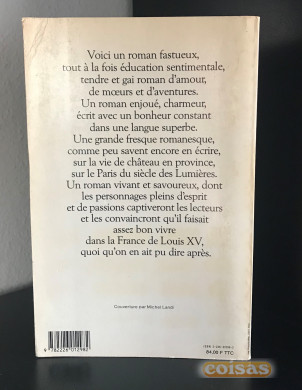 Voici un roman fastueux,
tout à la fois éducation sentimentale,
tendre et gai roman d'amour,
de mœurs et d'aventures.
Un roman enjoué, charmeur,
écrit avec un bonheur constant
dans une langue superbe.
Une grande fresque romanesque,
comme peu savent encore en écrire,
sur la vie de château en province,
sur le Paris du siècle des Lumières.
Un roman vivant et savoureux, dont
les personnages pleins d'esprit
et de passions captiveront les lecteurs
et les convaincront qu'il faisait
assez bon vivre
dans la France de Louis XV,
quoi qu'on en ait pu dire après.
Couverture par Michel Landi
9 782226 012982
84,00 F TTC
coisas